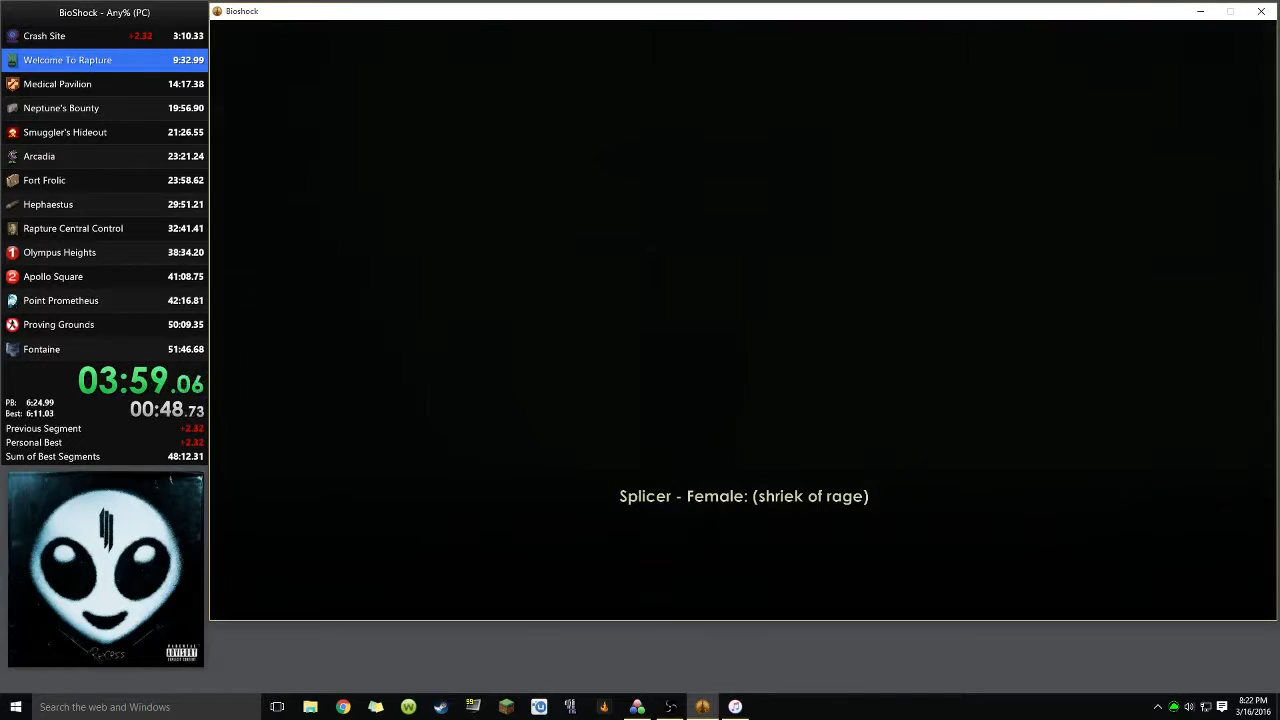 BioShock - Any% (PC)
Bioshock
Crash Site +2.32 3:10.33
Welcome To Rapture 9:32.99
Medical Pavilion 14:17.38
Neptune's Bounty 19:56.90
Smuggler's Hideout 21:26.55
Arcadia 23:21.24
Fort Frolic 23:58.62
Hephaestus 29:51.21
Rapture Central Control 32:41.41
Olympus Heights 38:34.20
Apollo Square 41:08.75
Point Prometheus 42:16.81
Proving Grounds 50:09.35
Fontaine 51:46.68
03:59.06
PB: 6:24.99
Best: 6:11.03
00:48.73
Previous Segment +2.32
Personal Best +2.32
Sum of Best Segments 48:12.31
Splicer - Female: (shriek of rage)
Recess
PARENTAL
ADVISORY
EXPLICIT CONTENT
Search the web and Windows
8:22 PM
3/16/2016